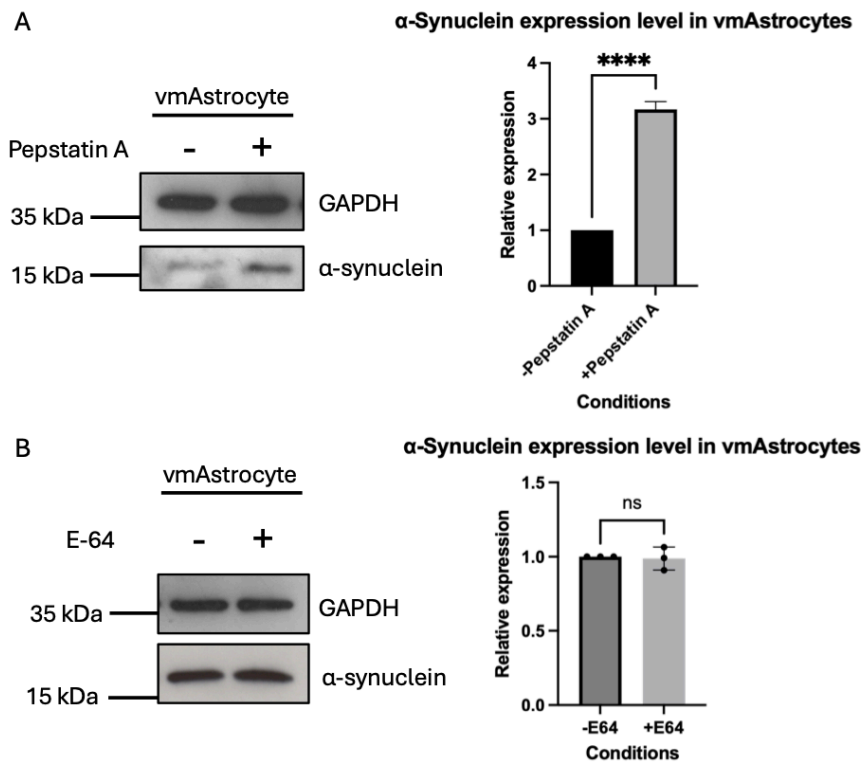 A
vmAstrocyte
Pepstatin A - +
35 kDa GAPDH
15 kDa α-synuclein
α-Synuclein expression level in vmAstrocytes
****
4
3
2
1
0
Relative expression
-Pepstatin A +Pepstatin A
Conditions
B
vmAstrocyte
E-64 - +
35 kDa GAPDH
15 kDa α-synuclein
α-Synuclein expression level in vmAstrocytes
ns
1.5
1.0
0.5
0.0
Relative expression
-E64 +E64
Conditions